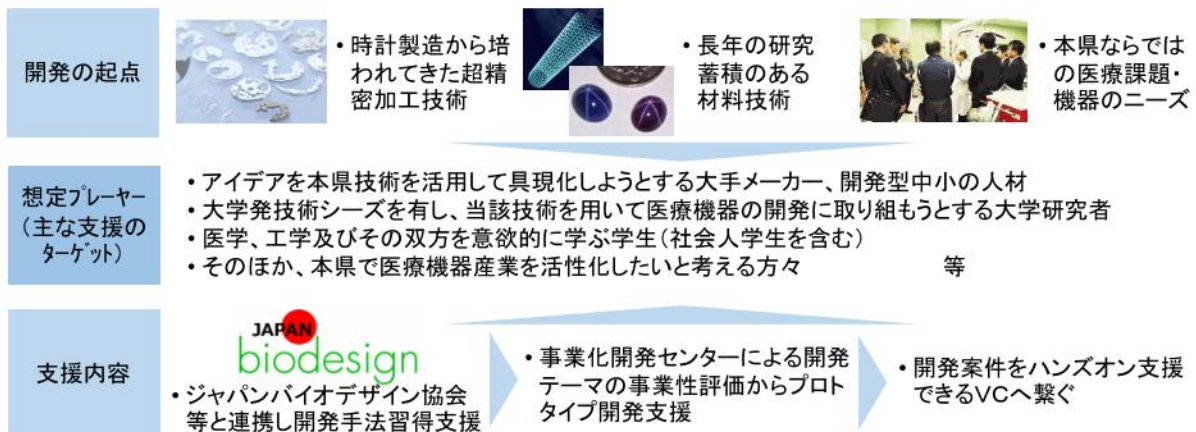 開発の起点
・時計製造から培
われてきた超精
密加工技術
・長年の研究
蓄積のある
材料技術
・本県ならでは
の医療課題・
機器のニーズ
想定ﾌﾟﾚｰﾔｰ
（主な支援の
ﾀｰｹﾞｯﾄ）
・アイデアを本県技術を活用して具現化しようとする大手メーカー、開発型中小の人材
・大学発技術シーズを有し、当該技術を用いて医療機器の開発に取り組もうとする大学研究者
・医学、工学及びその双方を意欲的に学ぶ学生（社会人学生を含む）
・そのほか、本県で医療機器産業を活性化したいと考える方々　　　等
支援内容
JAPAN
biodesign
・ジャパンバイオデザイン協会
等と連携し開発手法習得支援
・事業化開発センターによる開発
テーマの事業性評価からプロト
タイプ開発支援
・開発案件をハンズオン支援
できるVCへ繋ぐ